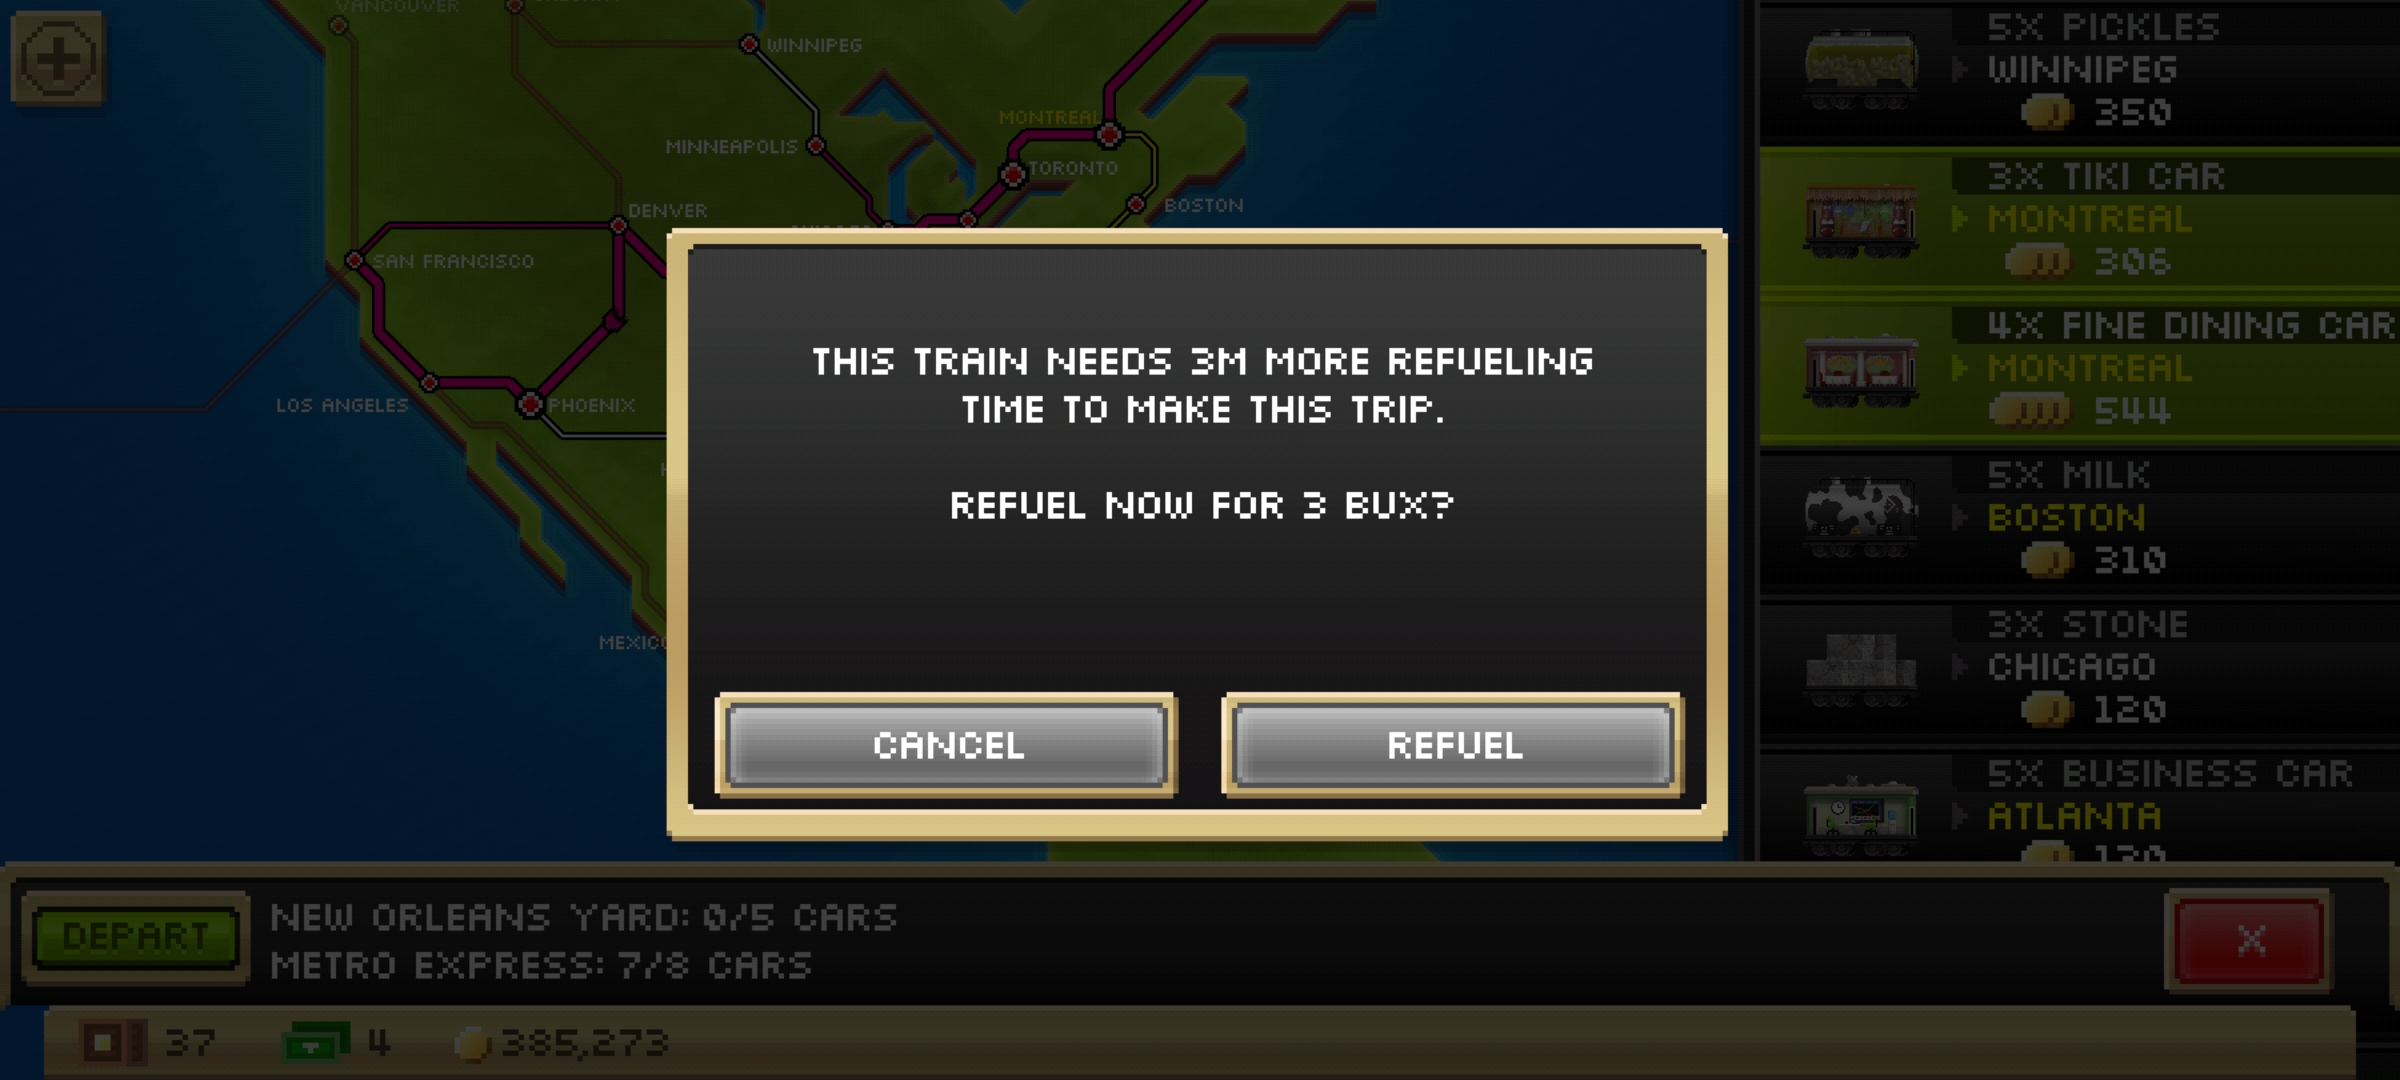 VANCOUVER
WINNIPEG
MINNEAPOLIS
MONTREAL
TORONTO
BOSTON
DENVER
SAN FRANCISCO
LOS ANGELES
PHOENIX
5X PICKLES
WINNIPEG
350
3X TIKI CAR
MONTREAL
306
4X FINE DINING CAR
MONTREAL
544
5X MILK
BOSTON
310
3X STONE
CHICAGO
120
5X BUSINESS CAR
ATLANTA
THIS TRAIN NEEDS 3M MORE REFUELING
TIME TO MAKE THIS TRIP.
REFUEL NOW FOR 3 BUX?
CANCEL
REFUEL
DEPART
NEW ORLEANS YARD: 0/5 CARS
METRO EXPRESS: 7/8 CARS
X
37
4
385,273